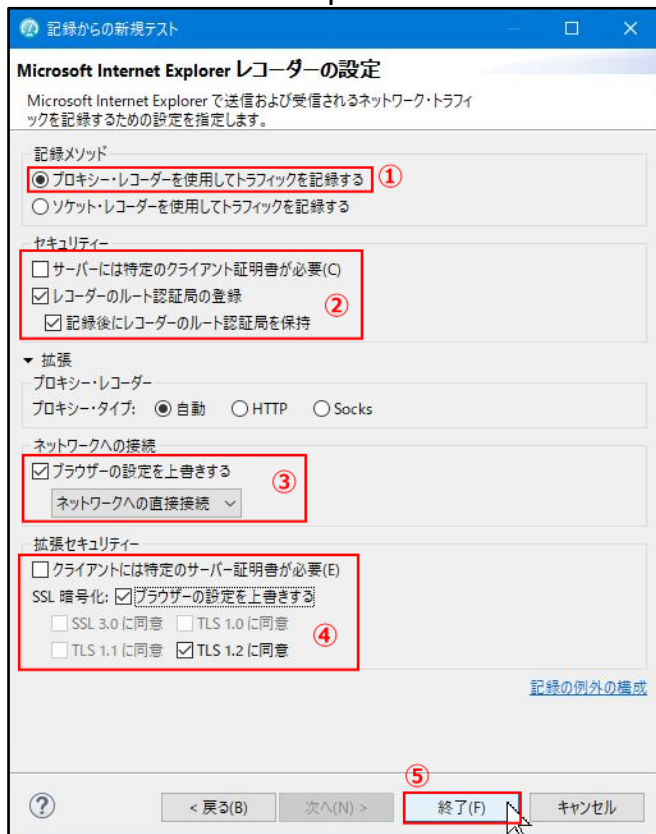 記録からの新規テスト
Microsoft Internet Explorer レコーダーの設定
Microsoft Internet Explorer で送信および受信されるネットワーク・トラフィ
ックを記録するための設定を指定します。
記録メソッド
プロキシー・レコーダーを使用してトラフィックを記録する ①
ソケット・レコーダーを使用してトラフィックを記録する
セキュリティー
サーバーには特定のクライアント証明書が必要(C)
レコーダーのルート認証局の登録
②
記録後にレコーダーのルート認証局を保持
拡張
プロキシー・レコーダー
プロキシー・タイプ: 自動 HTTP Socks
ネットワークへの接続
ブラウザーの設定を上書きする
③
ネットワークへの直接接続
拡張セキュリティー
クライアントには特定のサーバー証明書が必要(E)
SSL 暗号化: ブラウザーの設定を上書きする
SSL 3.0 に同意 TLS 1.0 に同意
④
TLS 1.1 に同意 TLS 1.2 に同意
記録の例外の構成
⑤
? < 戻る(B) 次へ(N) > 終了(F) キャンセル